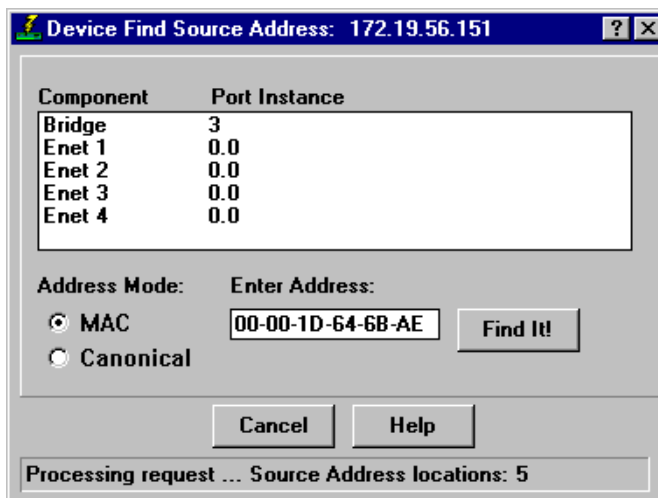 Device Find Source Address: 172.19.56.151
Component Port Instance
Bridge 3
Enet 1 0.0
Enet 2 0.0
Enet 3 0.0
Enet 4 0.0
Address Mode: Enter Address:
MAC 00-00-1D-64-6B-AE Find It!
Canonical
Cancel Help
Processing request ... Source Address locations: 5